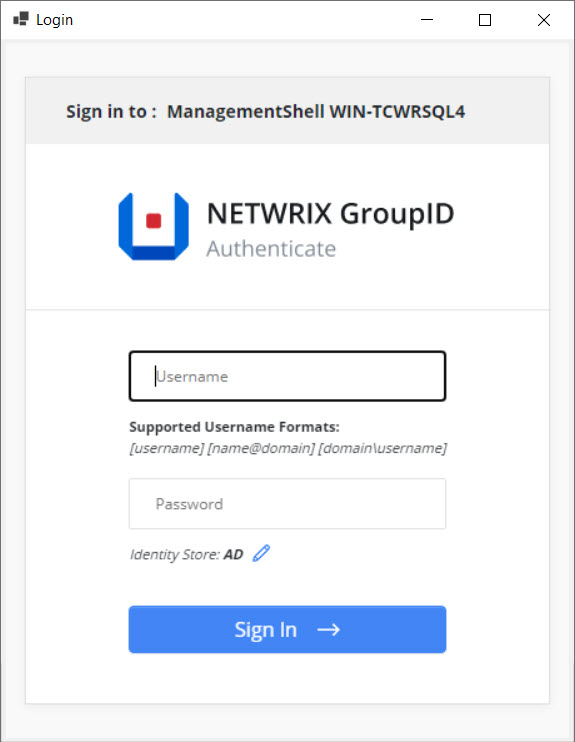 Login
Sign in to : ManagementShell WIN-TCWRSQL4
NETWRIX GroupID
Authenticate
Username
Supported Username Formats:
[username] [name@domain] [domain\username]
Password
Identity Store: AD
Sign In